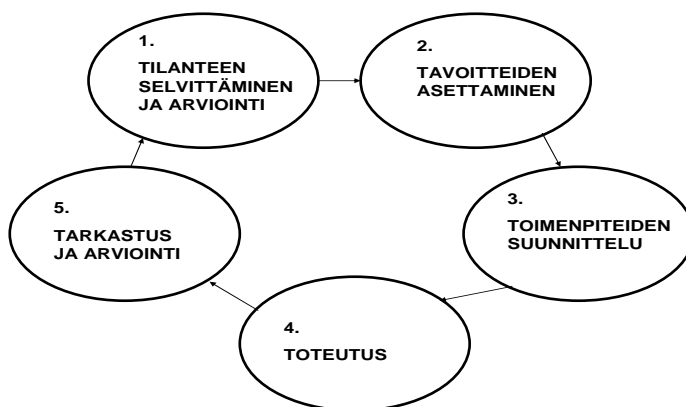 1.
TILANTEEN
SELVITTÄMINEN
JA ARVIOINTI
2.
TAVOITTEIDEN
ASETTAMINEN
3.
TOIMENPITEIDEN
SUUNNITTELU
4.
TOTEUTUS
5.
TARKASTUS
JA ARVIOINTI